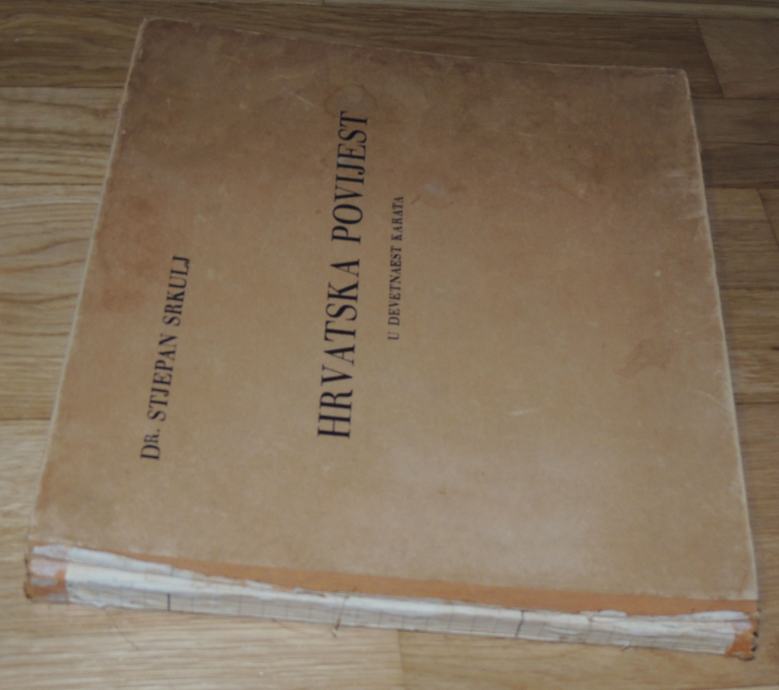 DR. STJEPAN SRKULJ
HRVATSKA POVIJEST
U DEVETNAEST KARATA